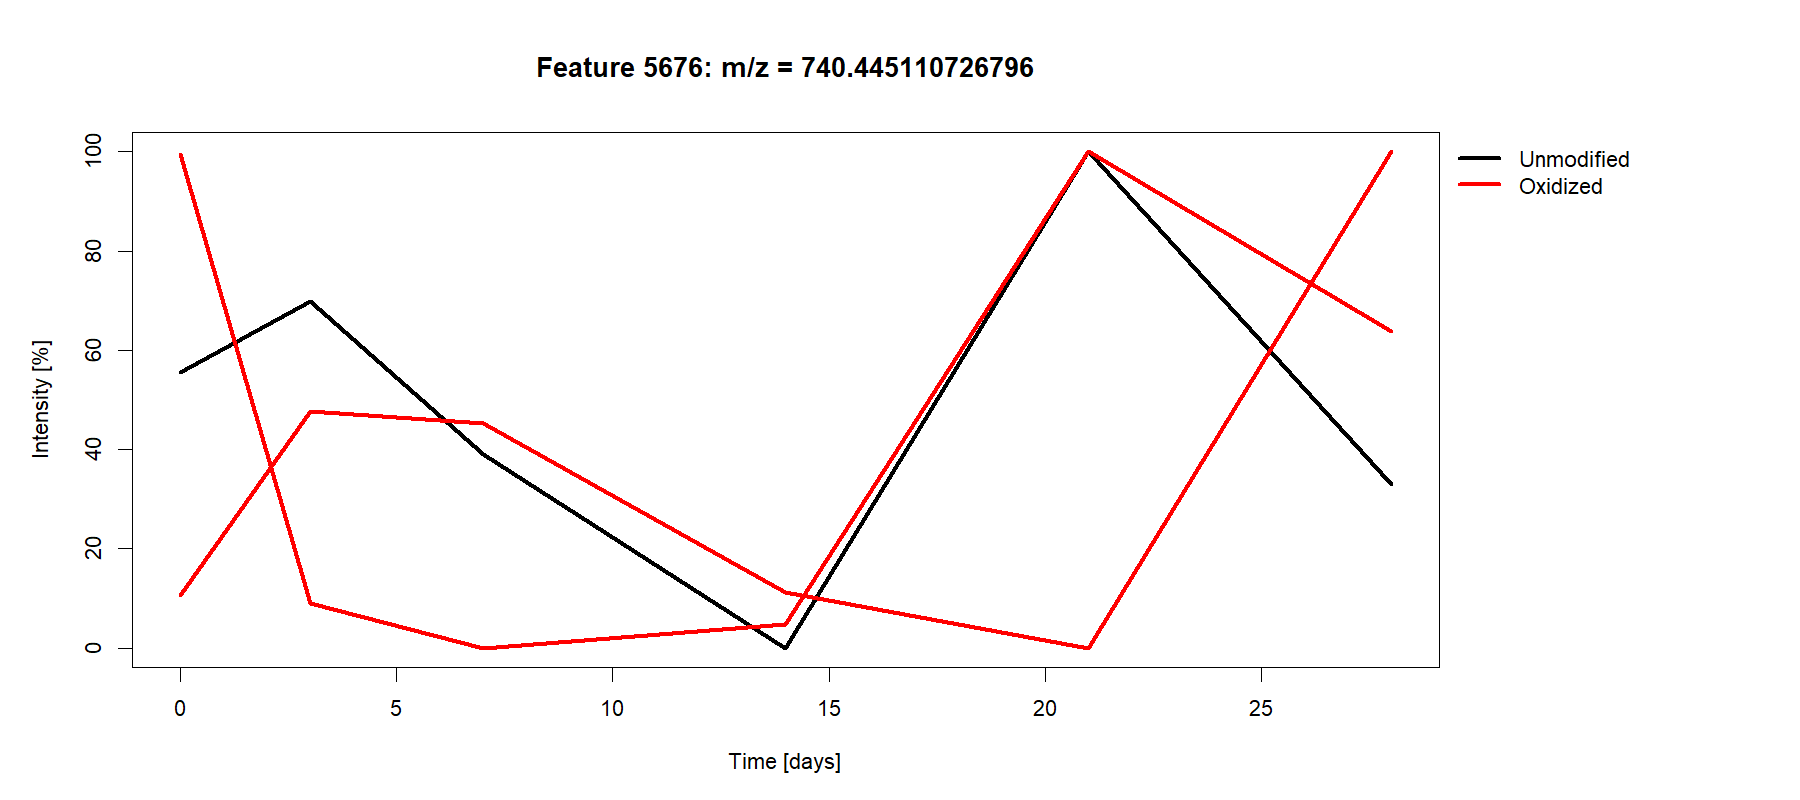 Feature 5676: m/z = 740.445110726796
Unmodified
Oxidized
Intensity [%]
100
80
60
40
20
0
0 5 10 15 20 25
Time [days]